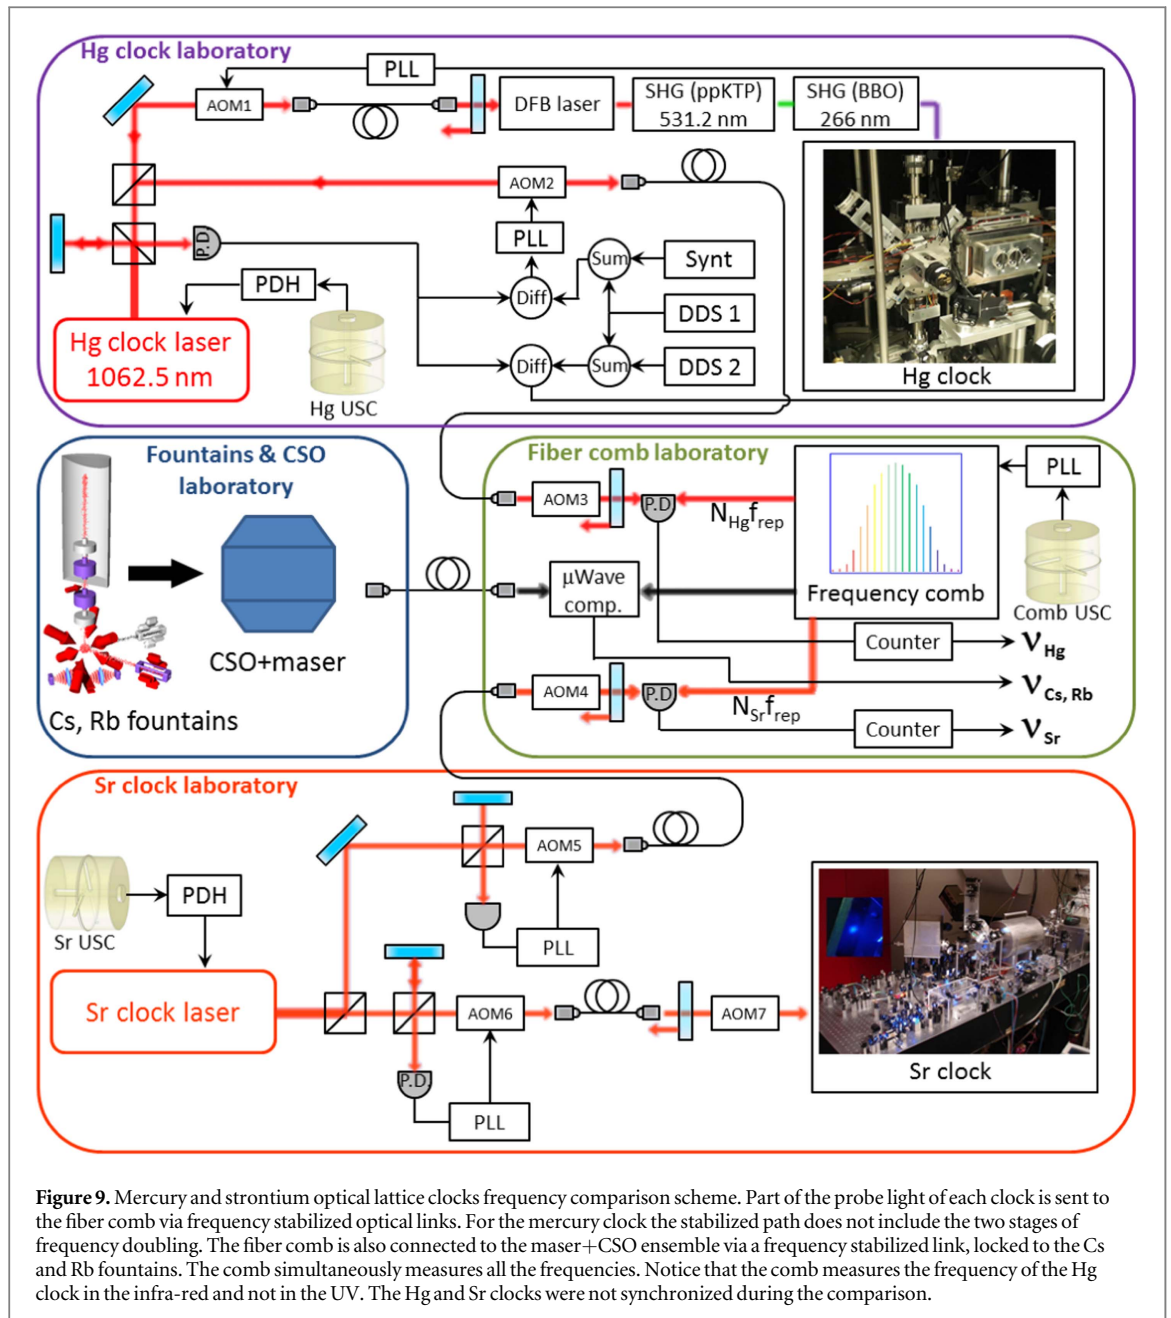 Hg clock laboratory
PLL
AOM1
DFB laser
SHG (ppKTP)
531.2 nm
SHG (BBO)
266 nm
AOM2
P.D
PLL
Sum
Synt
PDH
Diff
DDS 1
Hg clock laser
1062.5 nm
Diff
Sum
DDS 2
Hg clock
Hg USC
Fountains & CSO
laboratory
Fiber comb laboratory
PLL
AOM3
P.D
NHgfrep
μWave
comp.
Frequency comb
Comb USC
CSO+maser
Counter
νHg
AOM4
P.D
νCs, Rb
NSrfrep
Cs, Rb fountains
Counter
νSr
Sr clock laboratory
AOM5
PDH
Sr USC
PLL
Sr clock laser
AOM6
AOM7
P.D.
Sr clock
PLL
Figure 9. Mercury and strontium optical lattice clocks frequency comparison scheme. Part of the probe light of each clock is sent to
the fiber comb via frequency stabilized optical links. For the mercury clock the stabilized path does not include the two stages of
frequency doubling. The fiber comb is also connected to the maser+CSO ensemble via a frequency stabilized link, locked to the Cs
and Rb fountains. The comb simultaneously measures all the frequencies. Notice that the comb measures the frequency of the Hg
clock in the infra-red and not in the UV. The Hg and Sr clocks were not synchronized during the comparison.